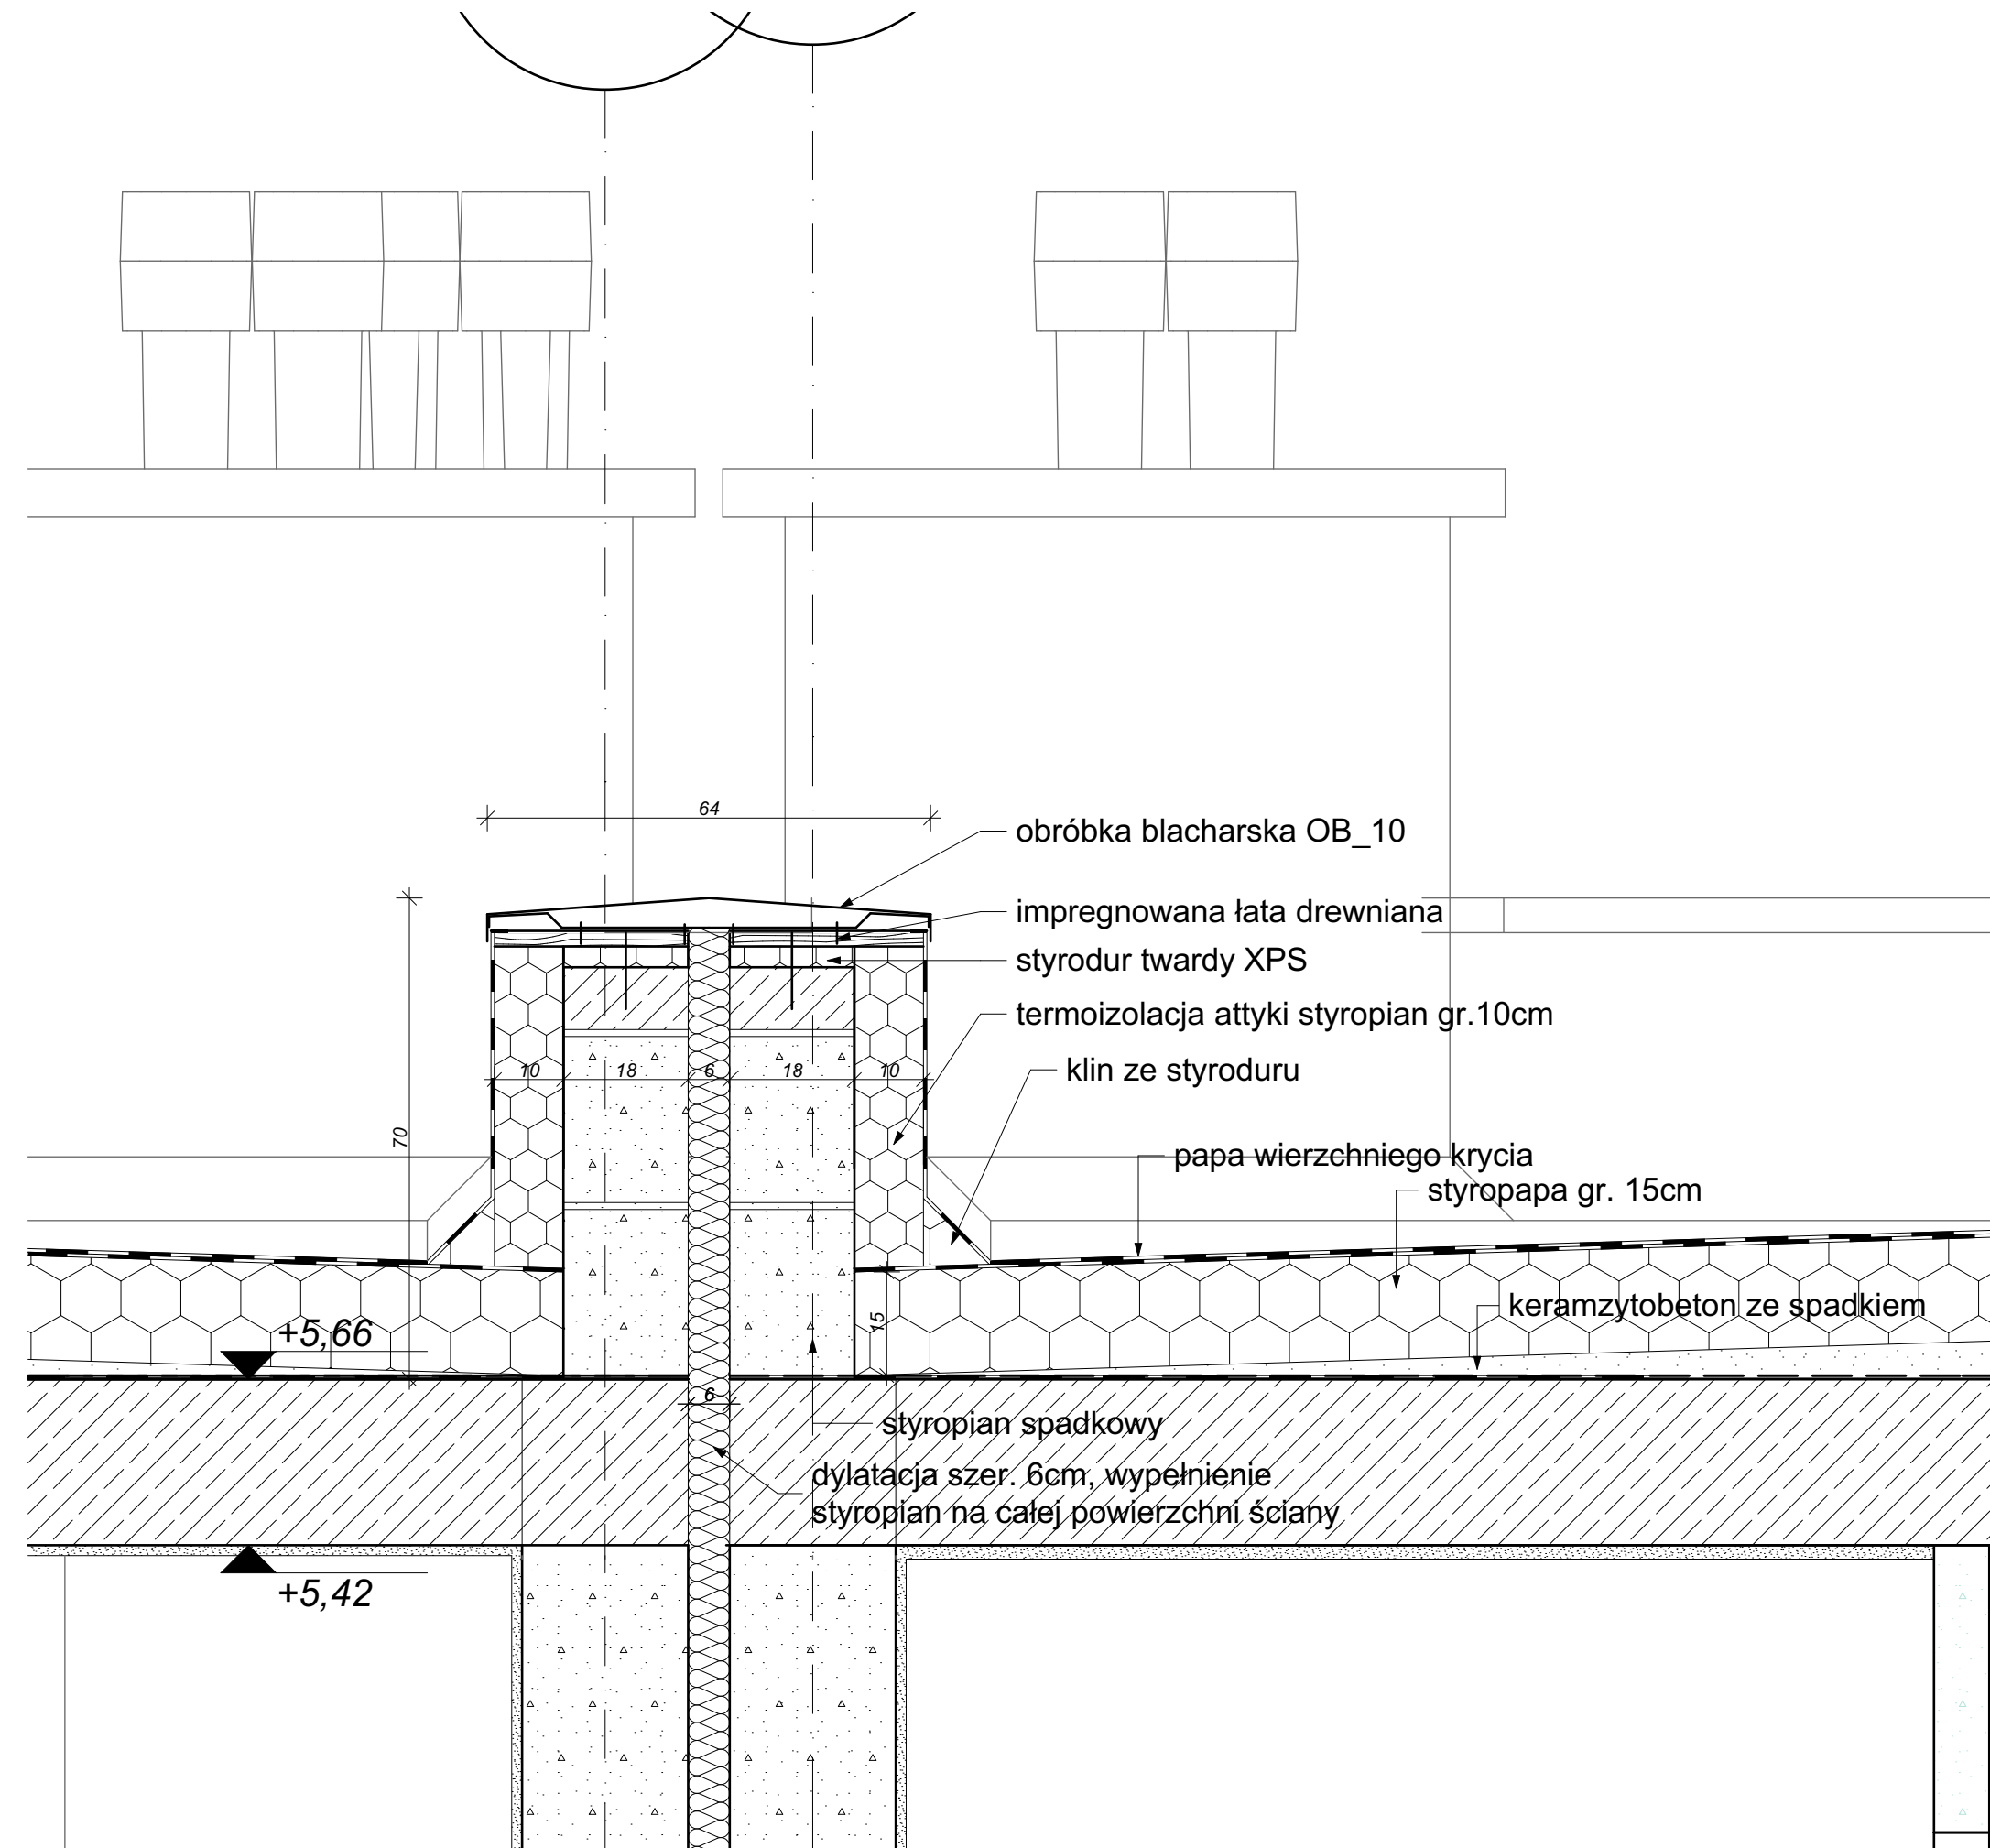 64
obróbka blacharska OB_10
impregnowana łata drewniana
styrodur twardy XPS
termoizolacja attyki styropian gr.10cm
10 18 6 18 10
klin ze styroduru
70
papa wierzchniego krycia
styropapa gr. 15cm
15
keramzytobeton ze spadkiem
+5,66
6
styropian spadkowy
dylatacja szer. 6cm, wypełnienie
styropian na całej powierzchni ściany
+5,42